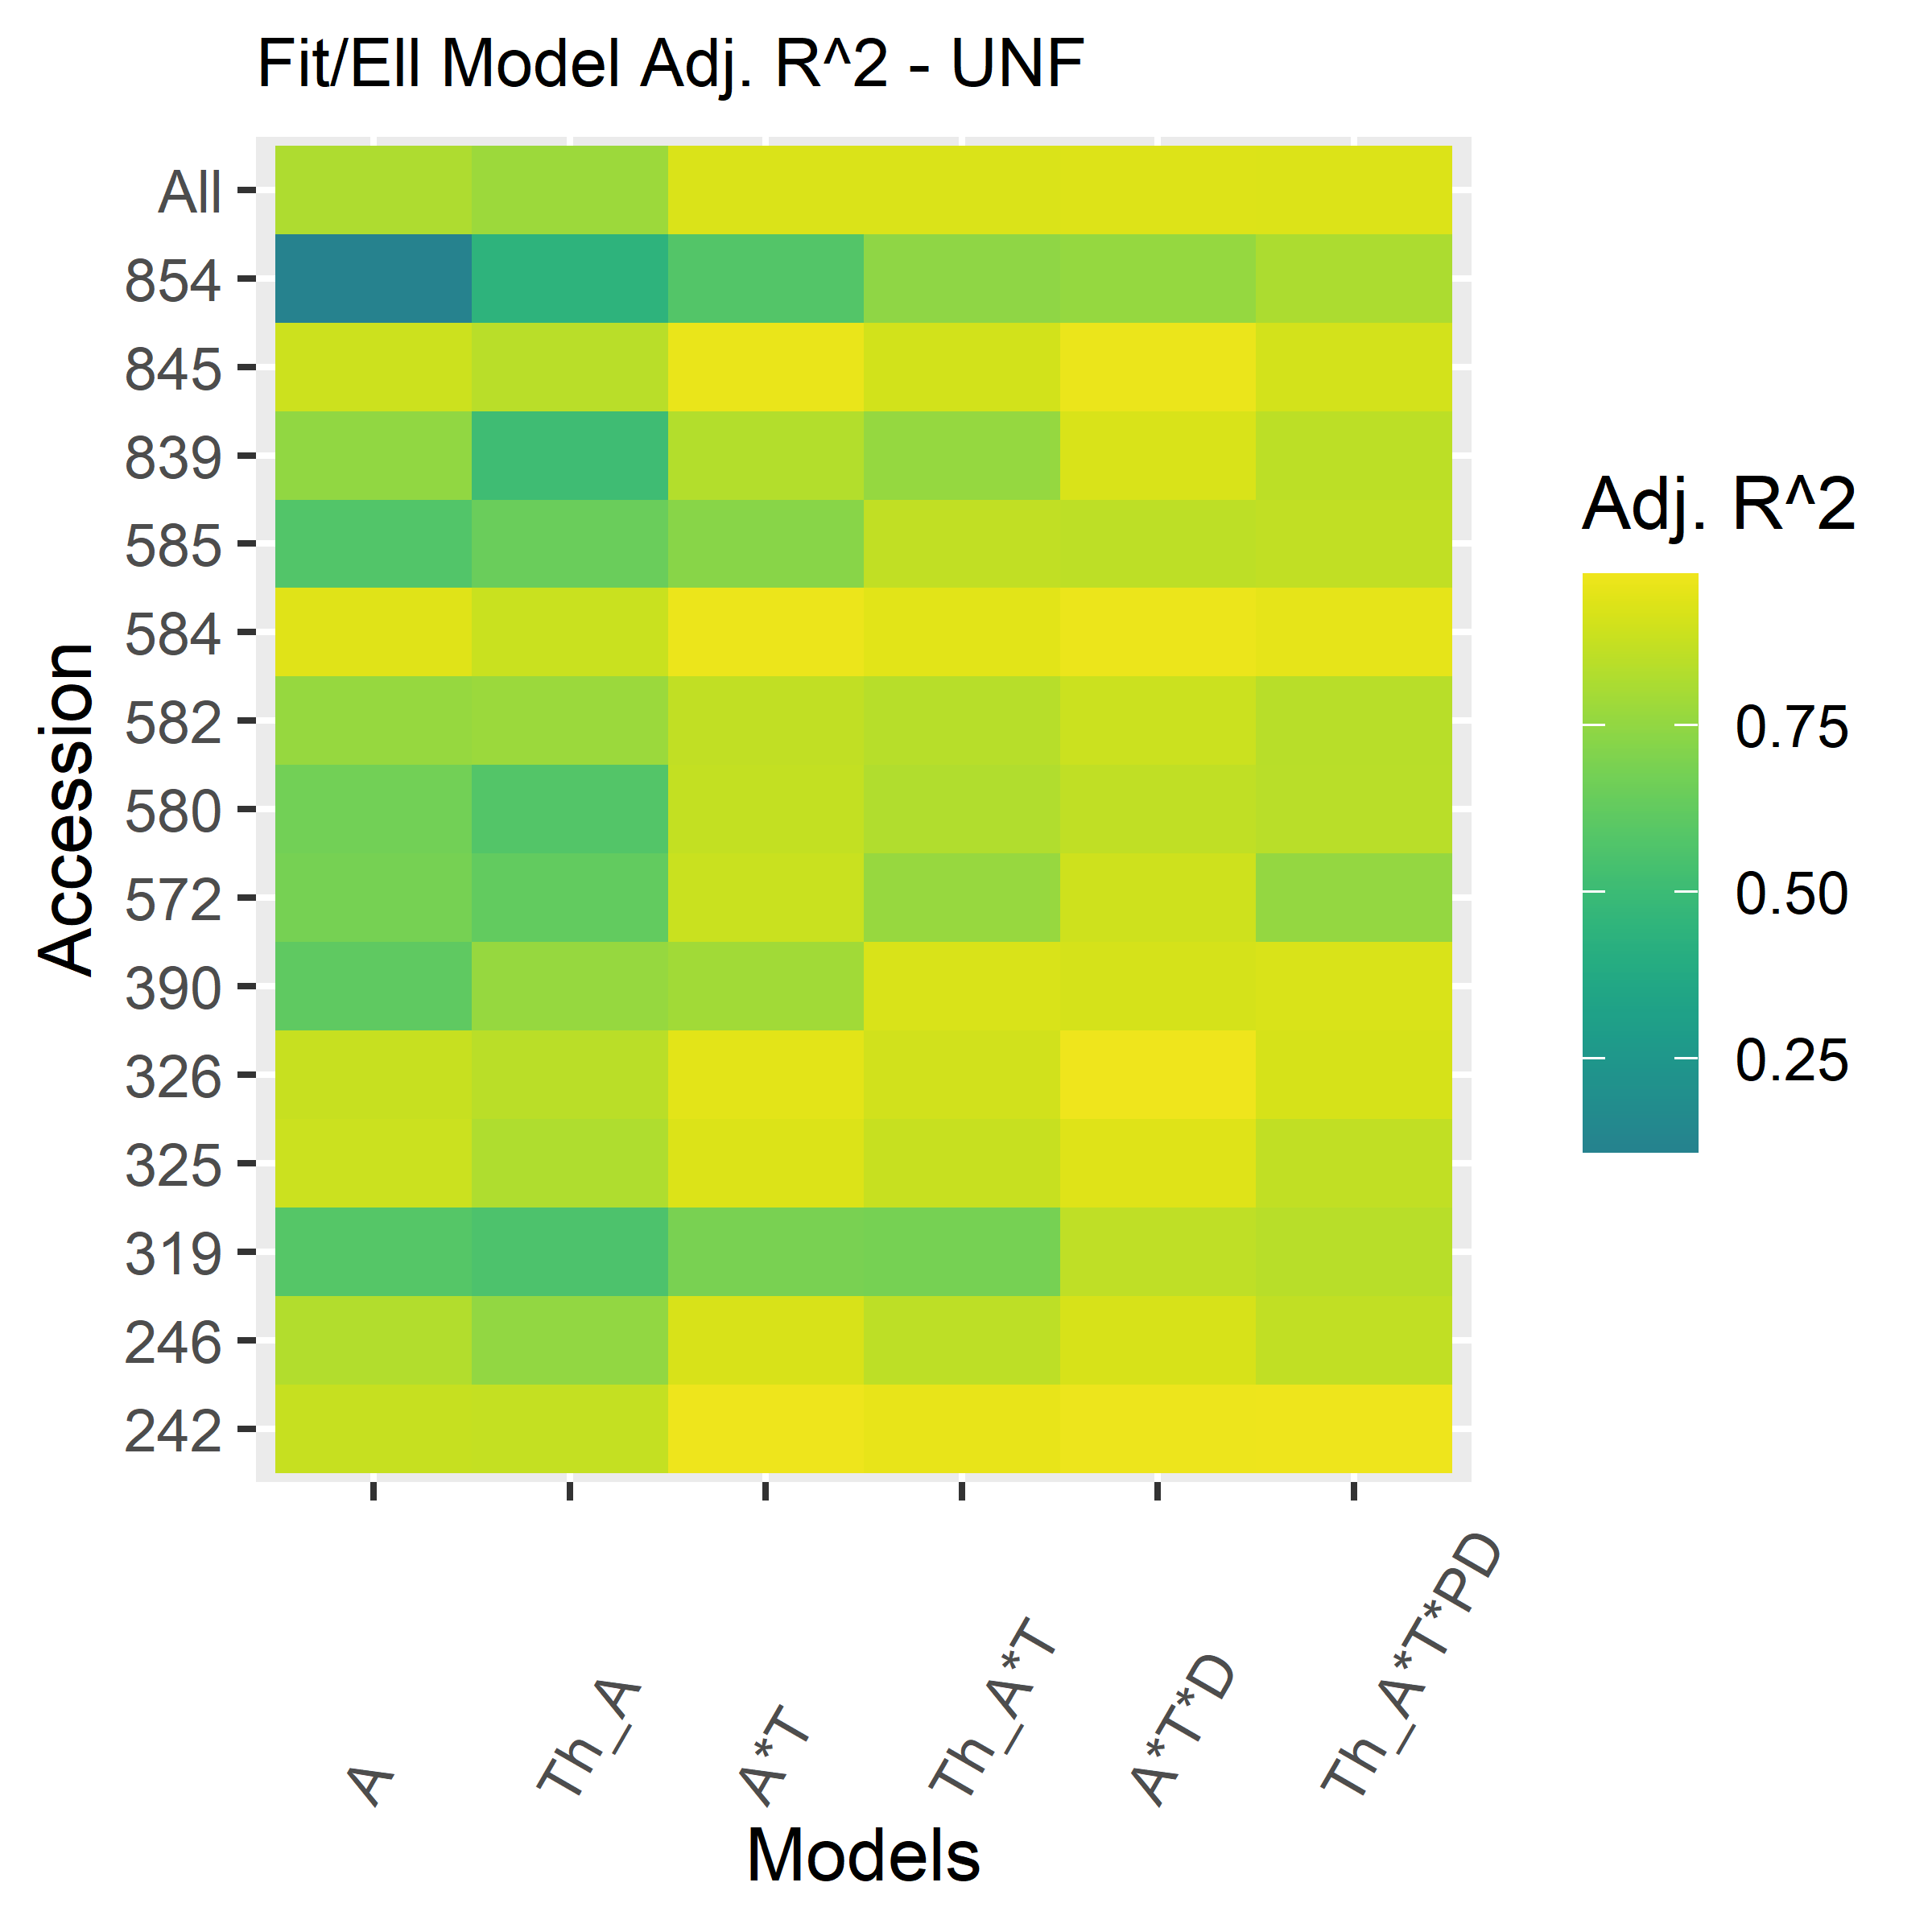 Fit/Ell Model Adj. R^2 - UNF
All
854
845
839
585
584
582
580
572
390
326
325
319
246
242
Accession
A
Th_A
A*T
Th_A*T
A*T*D
Th_A*T*PD
Models
Adj. R^2
0.75
0.50
0.25